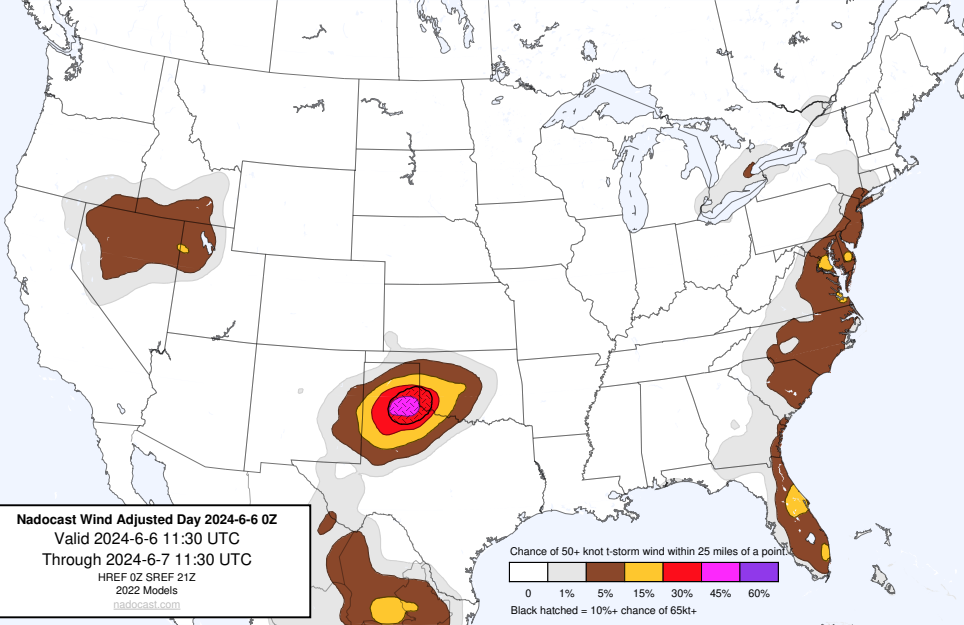 Nadocast Wind Adjusted Day 2024-6-6 0Z
Valid 2024-6-6 11:30 UTC
Through 2024-6-7 11:30 UTC
HREF 0Z SREF 21Z
2022 Models
nadocast.com
Chance of 50+ knot t-storm wind within 25 miles of a point.
0 1% 5% 15% 30% 45% 60%
Black hatched = 10%+ chance of 65kt+